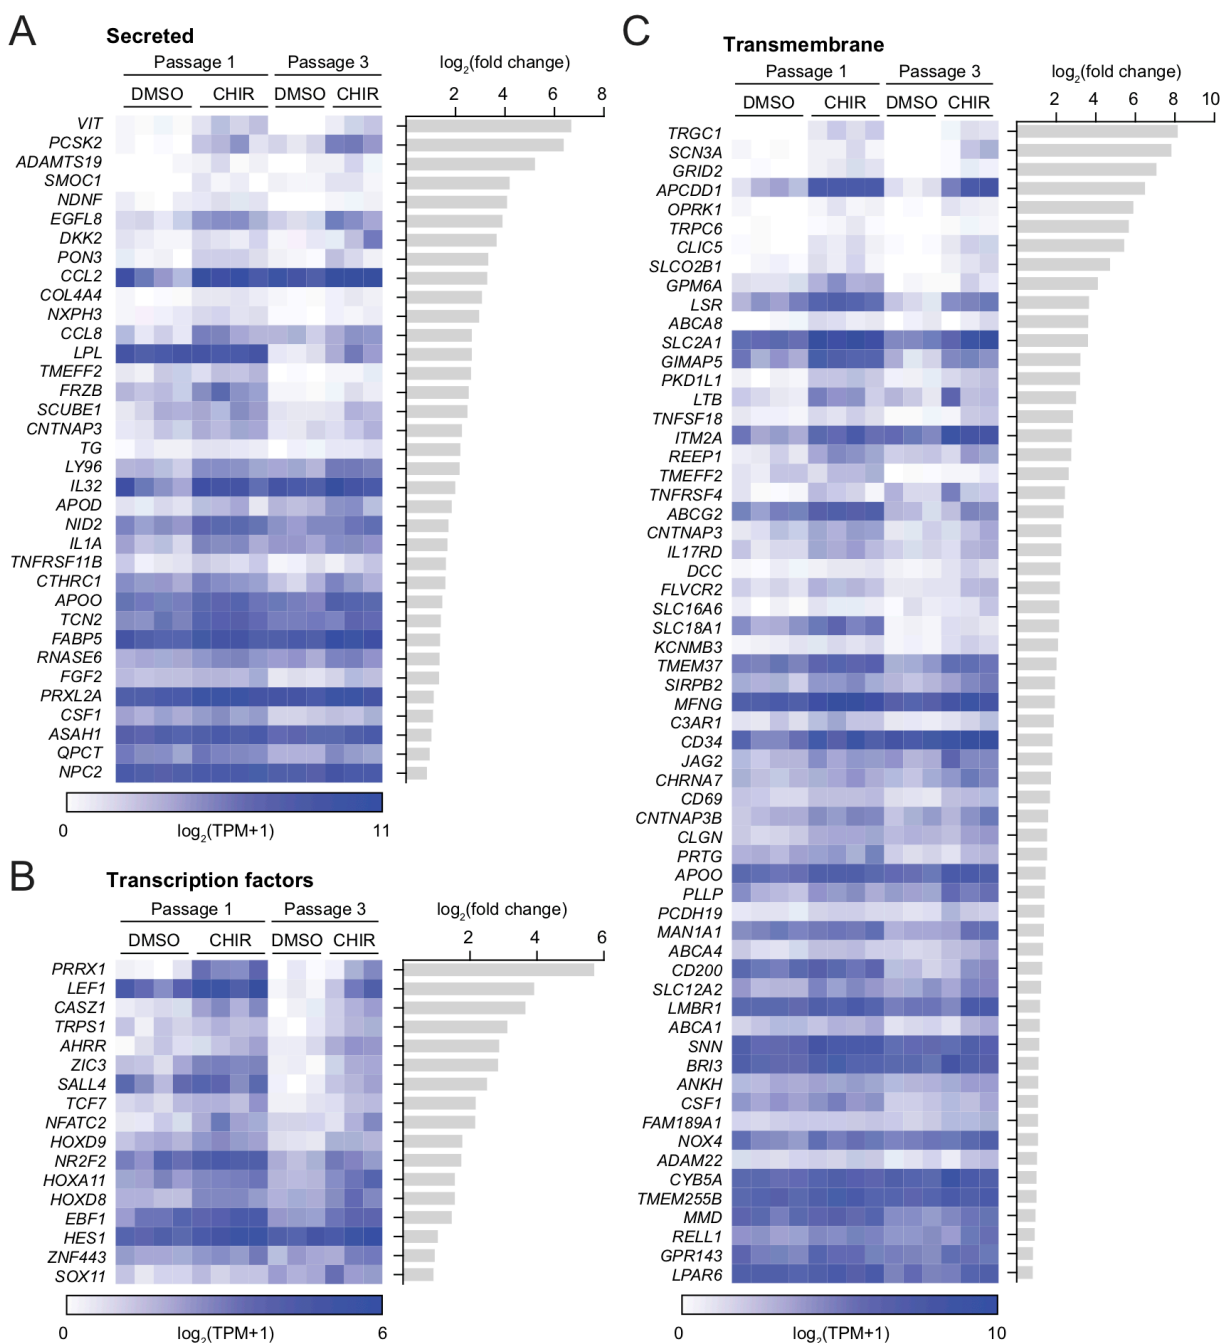 A
Secreted
Passage 1 Passage 3
DMSO CHIR DMSO CHIR
log2(fold change)
2 4 6 8
VIT
PCSK2
ADAMTS19
SMOC1
NDNF
EGFL8
DKK2
PON3
CCL2
COL4A4
NXPH3
CCL8
LPL
TMEFF2
FRZB
SCUBE1
CNTNAP3
TG
LY96
IL32
APOD
NID2
IL1A
TNFRSF11B
CTHRC1
APOO
TCN2
FABP5
RNASE6
FGF2
PRXL2A
CSF1
ASAH1
QPCT
NPC2
0 log2(TPM+1) 11
B
Transcription factors
Passage 1 Passage 3
DMSO CHIR DMSO CHIR
log2(fold change)
2 4 6
PRRX1
LEF1
CASZ1
TRPS1
AHRR
ZIC3
SALL4
TCF7
NFATC2
HOXD9
NR2F2
HOXA11
HOXD8
EBF1
HES1
ZNF443
SOX11
0 log2(TPM+1) 6
C
Transmembrane
Passage 1 Passage 3
DMSO CHIR DMSO CHIR
log2(fold change)
2 4 6 8 10
TRGC1
SCN3A
GRID2
APCDD1
OPRK1
TRPC6
CLIC5
SLCO2B1
GPM6A
LSR
ABCA8
SLC2A1
GIMAP5
PKD1L1
LTB
TNFSF18
ITM2A
REEP1
TMEFF2
TNFRSF4
ABCG2
CNTNAP3
IL17RD
DCC
FLVCR2
SLC16A6
SLC18A1
KCNMB3
TMEM37
SIRPB2
MFNG
C3AR1
CD34
JAG2
CHRNA7
CD69
CNTNAP3B
CLGN
PRTG
APOO
PLLP
PCDH19
MAN1A1
ABCA4
CD200
SLC12A2
LMBR1
ABCA1
SNN
BRI3
ANKH
CSF1
FAM189A1
NOX4
ADAM22
CYB5A
TMEM255B
MMD
RELL1
GPR143
LPAR6
0 log2(TPM+1) 10